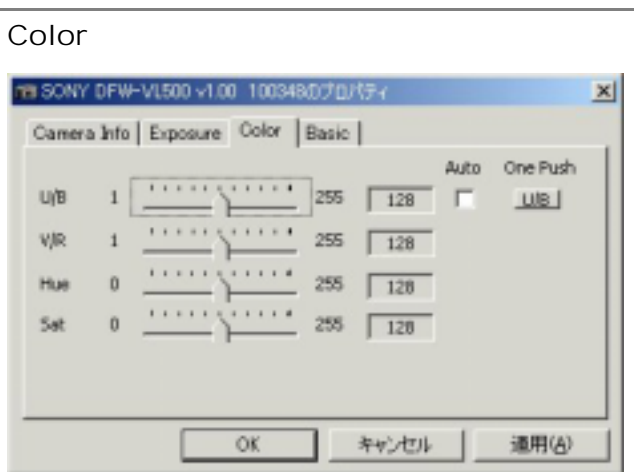 Color
SONY DFW-VL500 v1.00 100348のプロパティ
Camera Info Exposure Color Basic
Auto One Push
U/B 1 255 128 U/B
V/R 1 255 128
Hue 0 255 128
Sat 0 255 128
OK キャンセル 適用(A)